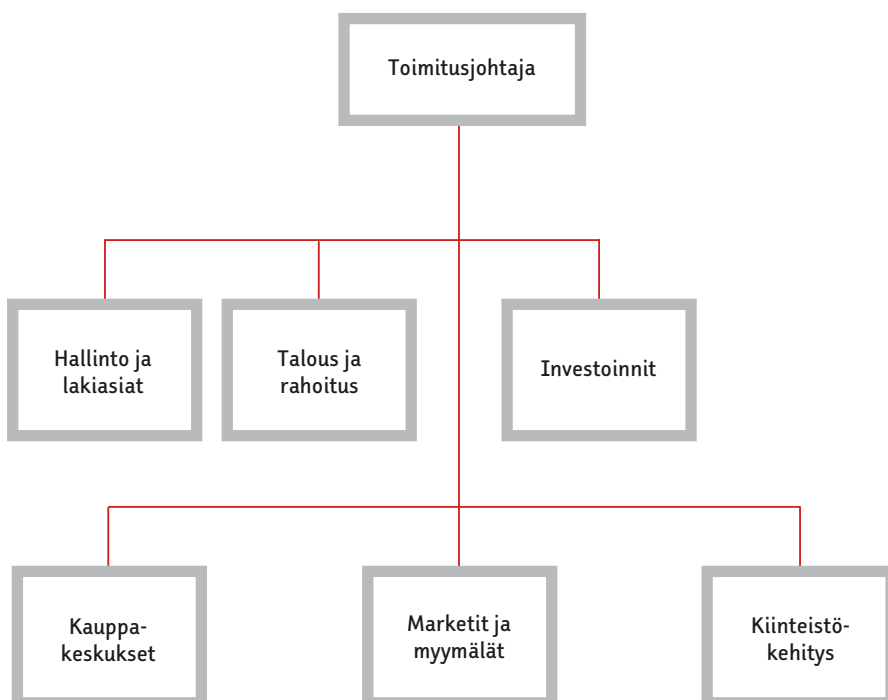 Toimitusjohtaja
Hallinto ja
lakiasiat
Talous ja
rahoitus
Investoinnit
Kauppa-
keskukset
Marketit ja
myymälät
Kiinteistö-
kehitys